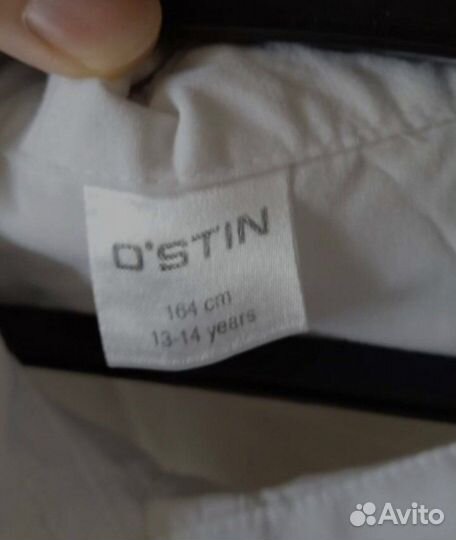 O'STIN
164 cm
13-14 years
Avito